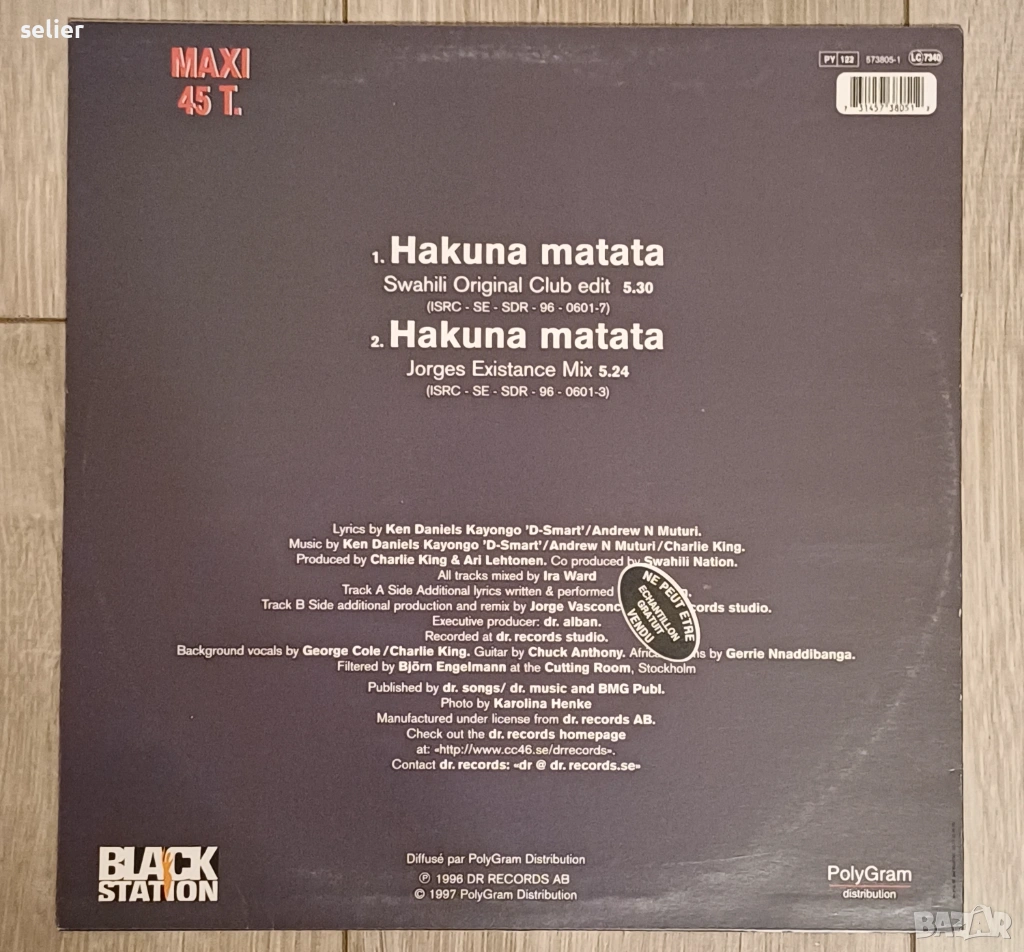 selier
MAXI
45 T.
PY 122 573805-1 LC 7340
7 31457 38051
1. Hakuna matata
Swahili Original Club edit 5.30
(ISRC - SE - SDR - 96 - 0601-7)
2. Hakuna matata
Jorges Existance Mix 5.24
(ISRC - SE - SDR - 96 - 0601-3)
Lyrics by Ken Daniels Kayongo 'D-Smart'/Andrew N Muturi.
Music by Ken Daniels Kayongo 'D-Smart'/Andrew N Muturi/Charlie King.
Produced by Charlie King & Ari Lehtonen. Co produced by Swahili Nation.
All tracks mixed by Ira Ward
Track A Side Additional lyrics written & performed
Track B Side additional production and remix by Jorge Vasconc cords studio.
Executive producer: dr. alban.
Recorded at dr. records studio.
Background vocals by George Cole/Charlie King. Guitar by Chuck Anthony. Afric ns by Gerrie Nnaddibanga.
Filtered by Björn Engelmann at the Cutting Room, Stockholm
NE PEUT ETRE
ECHANTILLON
GRATUIT
VENDU
Published by dr. songs/ dr. music and BMG Publ.
Photo by Karolina Henke
Manufactured under license from dr. records AB.
Check out the dr. records homepage
at: «http://www.cc46.se/drrecords».
Contact dr. records: «dr @ dr. records.se»
BLACK
STATION
Diffusé par PolyGram Distribution
℗ 1996 DR RECORDS AB
© 1997 PolyGram Distribution
PolyGram
distribution
BAZAR